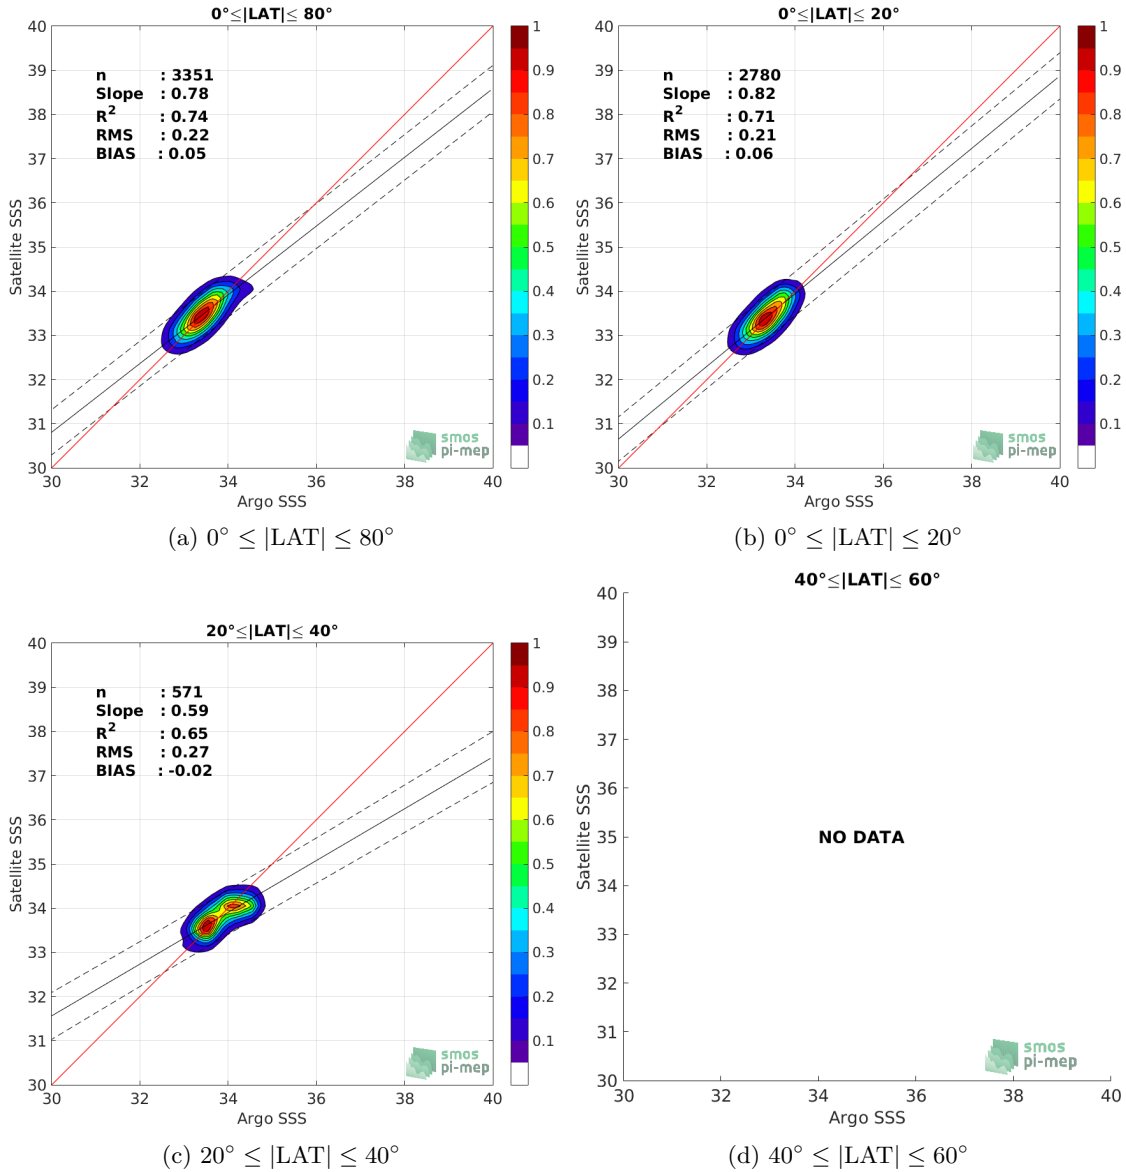 0°≤|LAT|≤ 80°
40
39
38
37
36
35
34
33
32
31
30
Satellite SSS
n : 3351
Slope : 0.78
R² : 0.74
RMS : 0.22
BIAS : 0.05
smos
pi-mep
30 32 34 36 38 40
Argo SSS
1
0.9
0.8
0.7
0.6
0.5
0.4
0.3
0.2
0.1
(a) 0° ≤ |LAT| ≤ 80°
0°≤|LAT|≤ 20°
40
39
38
37
36
35
34
33
32
31
30
Satellite SSS
n : 2780
Slope : 0.82
R² : 0.71
RMS : 0.21
BIAS : 0.06
smos
pi-mep
30 32 34 36 38 40
Argo SSS
1
0.9
0.8
0.7
0.6
0.5
0.4
0.3
0.2
0.1
(b) 0° ≤ |LAT| ≤ 20°
20°≤|LAT|≤ 40°
40
39
38
37
36
35
34
33
32
31
30
Satellite SSS
n : 571
Slope : 0.59
R² : 0.65
RMS : 0.27
BIAS : -0.02
smos
pi-mep
30 32 34 36 38 40
Argo SSS
1
0.9
0.8
0.7
0.6
0.5
0.4
0.3
0.2
0.1
(c) 20° ≤ |LAT| ≤ 40°
40°≤|LAT|≤ 60°
40
39
38
37
36
35
34
33
32
31
30
Satellite SSS
NO DATA
smos
pi-mep
30 32 34 36 38 40
Argo SSS
(d) 40° ≤ |LAT| ≤ 60°